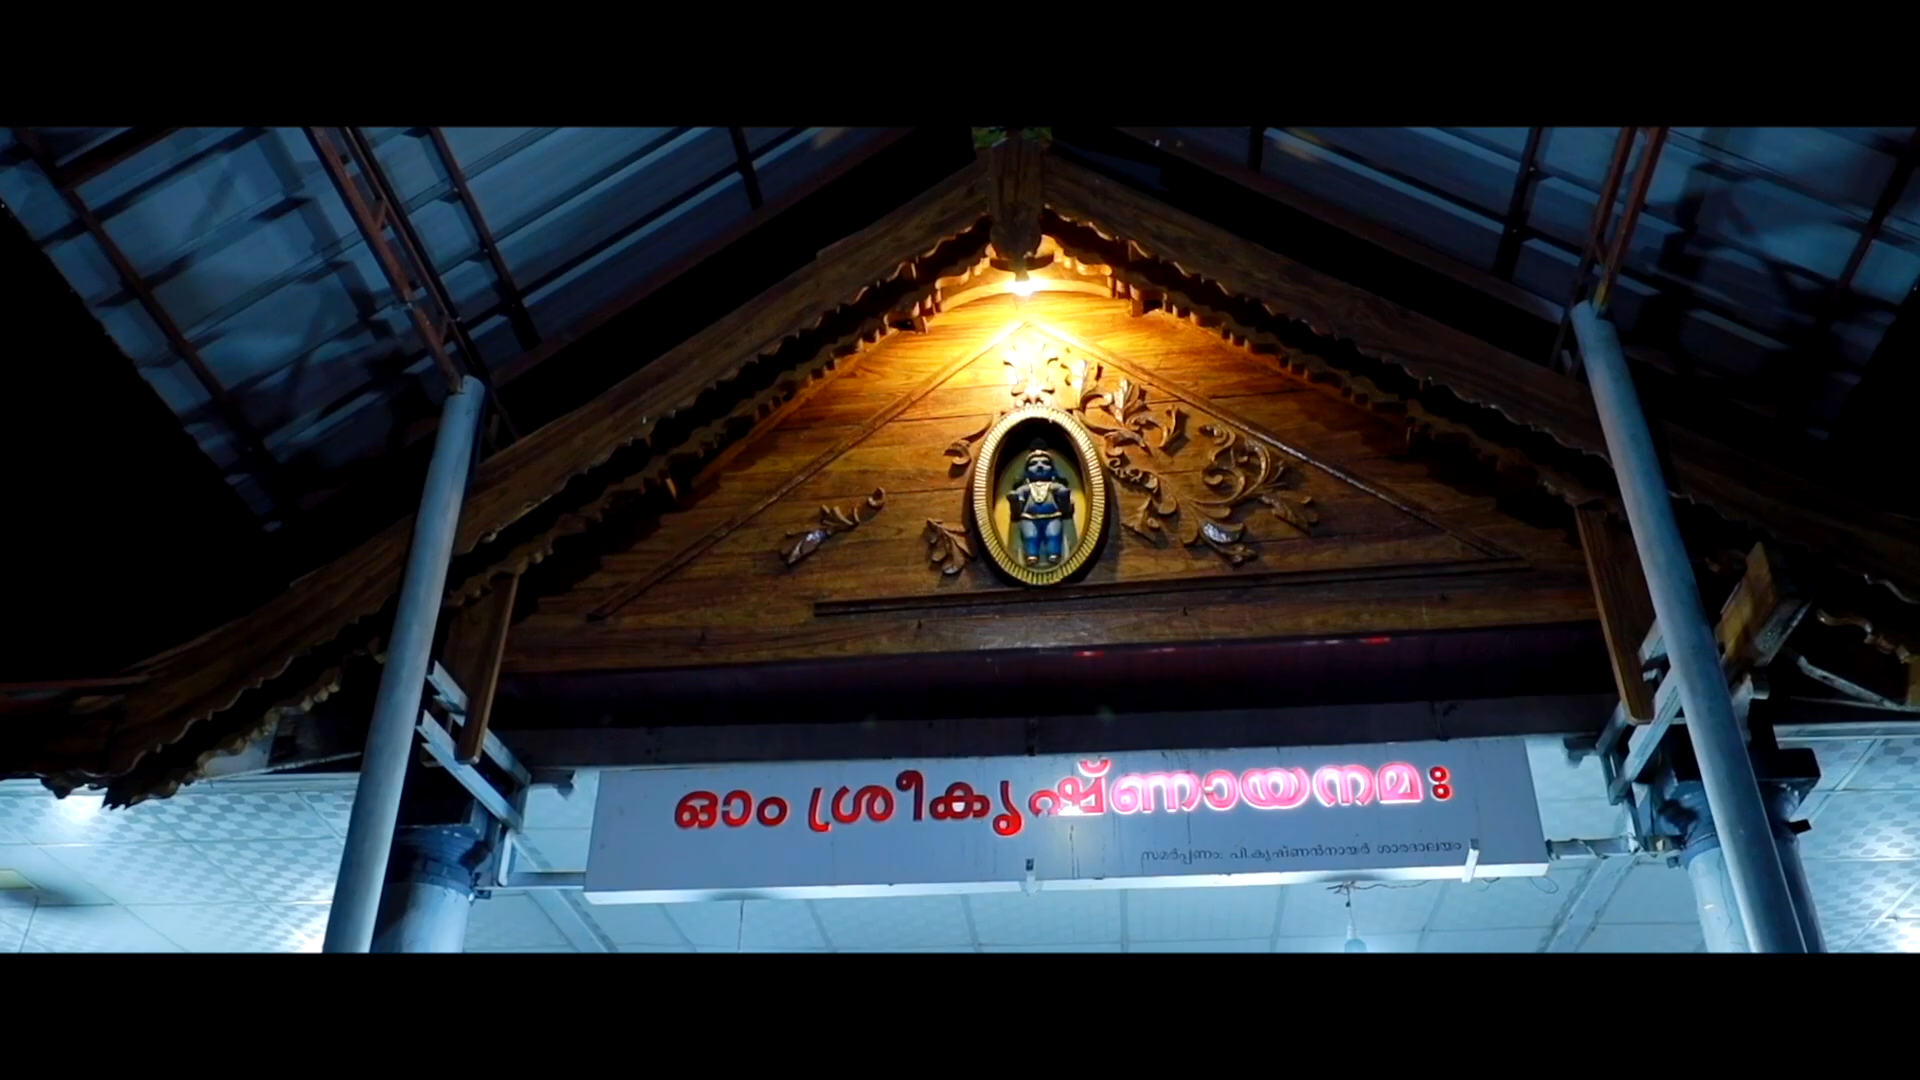 ഓം ശ്രീകൃഷ്ണായനമഃ
സമർപ്പണം: പി.കൃഷ്ണൻനായർ ശാരദാലയം